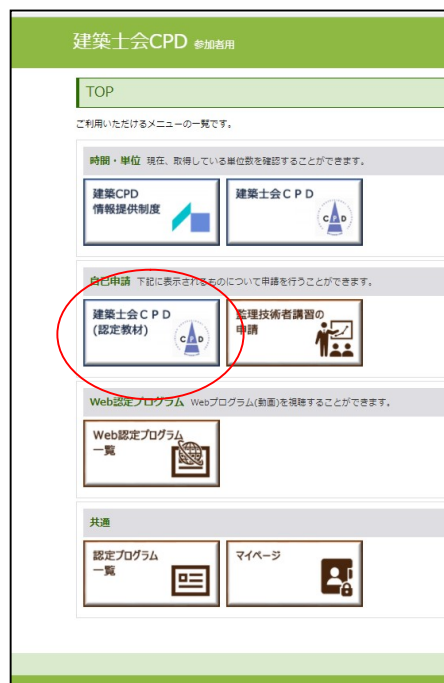 建築士会CPD 参加者用
TOP
ご利用いただけるメニューの一覧です。
時間・単位 現在、取得している単位数を確認することができます。
建築CPD
情報提供制度
建築士会ＣＰＤ
CPD
自己申請 下記に表示されるものについて申請を行うことができます。
建築士会ＣＰＤ
(認定教材)
CPD
監理技術者講習の
申請
Web認定プログラム Webプログラム(動画)を視聴することができます。
Web認定プログラム
一覧
共通
認定プログラム
一覧
マイページ